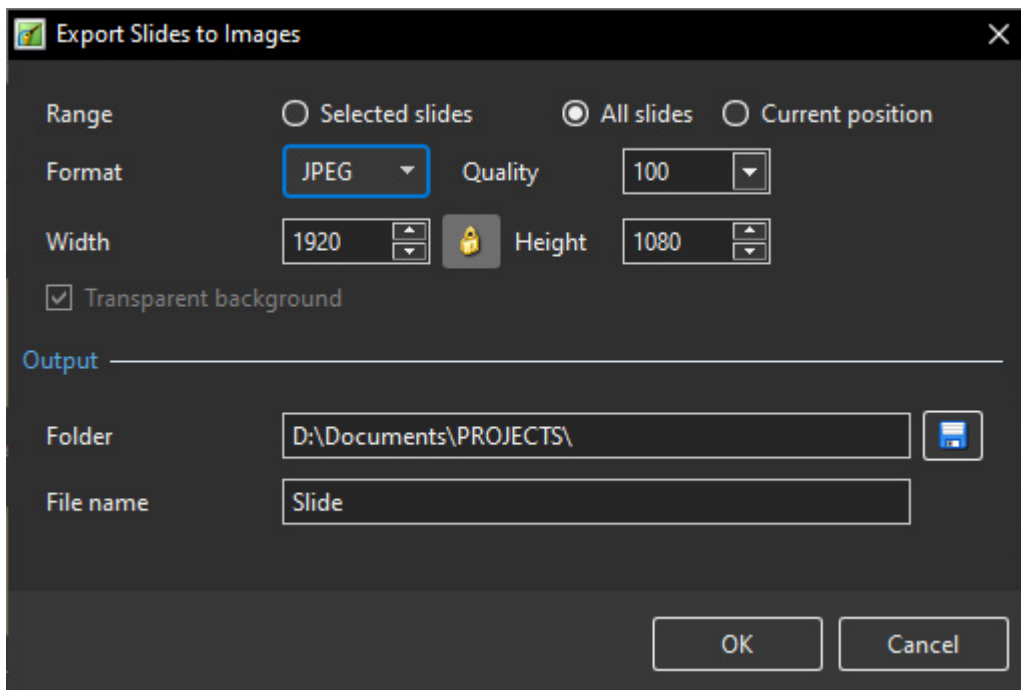 Export Slides to Images
Range Selected slides All slides Current position
Format JPEG Quality 100
Width 1920 Height 1080
Transparent background
Output
Folder D:\Documents\PROJECTS\
File name Slide
OK Cancel